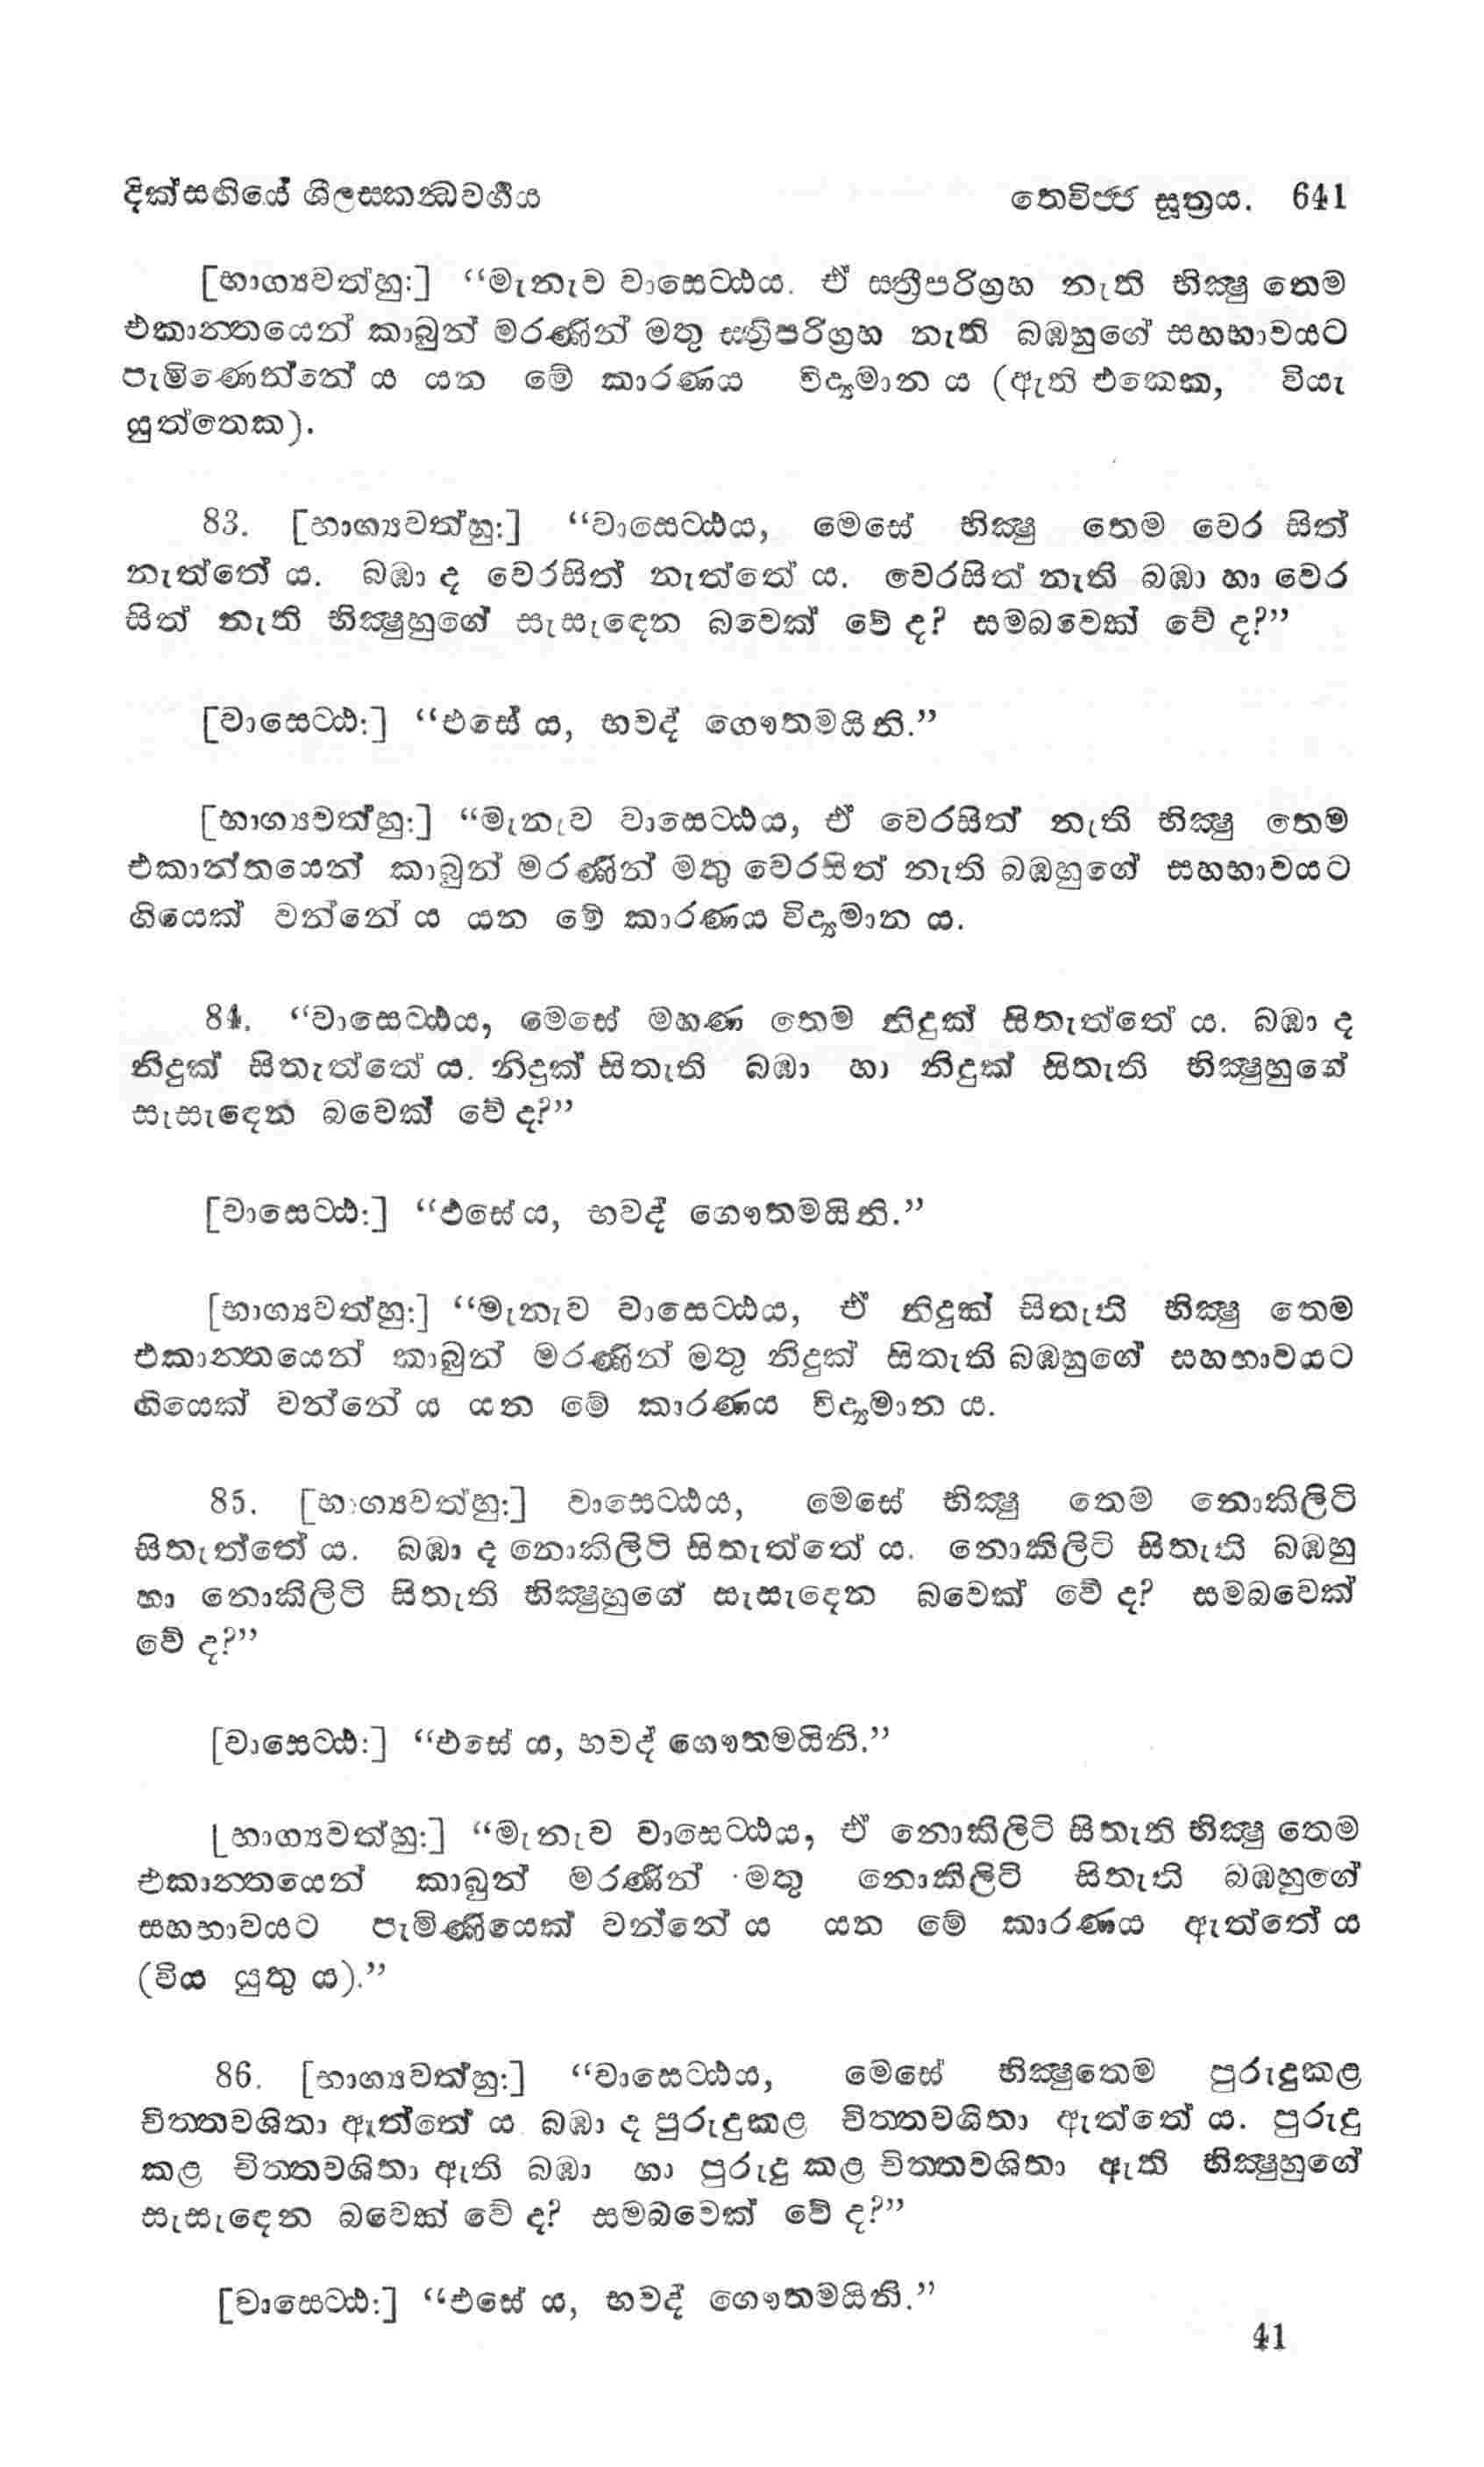 දික්සඟියේ ශීලස්කන්ධවර්‍ගය තෙවිජ්ජ සූත්‍රය. 641
[භාග්‍යවත්හු:] “මැනැව වාසෙට්ඨය. ඒ ස්ත්‍රීපරිග්‍රහ නැති භික්‍ෂු තෙම
එකාන්තයෙන් කාබුන් මරණින් මතු ස්ත්‍රීපරිග්‍රහ නැති බඹහුගේ සහභාවයට
පැමිණෙන්නේ ය යන මේ කාරණය විද්‍යමාන ය (ඇති එකෙක, වියැ
යුත්තෙක).
83. [භාග්‍යවත්හු:] “වාසෙට්ඨය, මෙසේ භික්‍ෂු තෙම වෙර සිත්
නැත්තේ ය. බඹා ද වෙරසිත් නැත්තේ ය. වෙරසිත් නැති බඹා හා වෙර
සිත් නැති භික්‍ෂුහුගේ සැසැඳෙන බවෙක් වේ ද? සමබවෙක් වේ ද?”
[වාසෙට්ඨ:] “එසේ ය, භවද් ගෞතමයිනි.”
[භාග්‍යවත්හු:] “මැනැව වාසෙට්ඨය, ඒ වෙරසිත් නැති භික්‍ෂු තෙම
එකාන්තයෙන් කාබුන් මරණින් මතු වෙරසිත් නැති බඹහුගේ සහභාවයට
ගියෙක් වන්නේ ය යන මේ කාරණය විද්‍යමාන ය.
84. “වාසෙට්ඨය, මෙසේ මහණ තෙම නිදුක් සිතැත්තේ ය. බඹා ද
නිදුක් සිතැත්තේ ය. නිදුක් සිතැති බඹා හා නිදුක් සිතැති භික්‍ෂුහුගේ
සැසැඳෙන බවෙක් වේ ද?”
[වාසෙට්ඨ:] “එසේ ය, භවද් ගෞතමයිනි.”
[භාග්‍යවත්හු:] “මැනැව වාසෙට්ඨය, ඒ නිදුක් සිතැති භික්‍ෂු තෙම
එකාන්තයෙන් කාබුන් මරණින් මතු නිදුක් සිතැති බඹහුගේ සහභාවයට
ගියෙක් වන්නේ ය යන මේ කාරණය විද්‍යමාන ය.
85. [භාග්‍යවත්හු:] වාසෙට්ඨය, මෙසේ භික්‍ෂු තෙම නොකිලිටි
සිතැත්තේ ය. බඹා ද නොකිලිටි සිතැත්තේ ය. නොකිලිටි සිතැති බඹහු
හා නොකිලිටි සිතැති භික්‍ෂුහුගේ සැසැදෙන බවෙක් වේ ද? සමබවෙක්
වේ ද?”
[වාසෙට්ඨ:] “එසේ ය, භවද් ගෞතමයිනි.”
[භාග්‍යවත්හු:] “මැනැව වාසෙට්ඨය, ඒ නොකිලිටි සිතැති භික්‍ෂු තෙම
එකාන්තයෙන් කාබුන් මරණින් මතු නොකිලිටි සිතැති බඹහුගේ
සහභාවයට පැමිණියෙක් වන්නේ ය යන මේ කාරණය ඇත්තේ ය
(විය යුතු ය).”
86. [භාග්‍යවත්හු:] “වාසෙට්ඨය, මෙසේ භික්‍ෂුතෙම පුරුදුකළ
චිත්තවශිතා ඇත්තේ ය. බඹා ද පුරුදුකළ චිත්තවශිතා ඇත්තේ ය. පුරුදු
කළ චිත්තවශිතා ඇති බඹා හා පුරුදු කළ චිත්තවශිතා ඇති භික්‍ෂුහුගේ
සැසැඳෙන බවෙක් වේ ද? සමබවෙක් වේ ද?”
[වාසෙට්ඨ:] “එසේ ය, භවද් ගෞතමයිනි.”
41